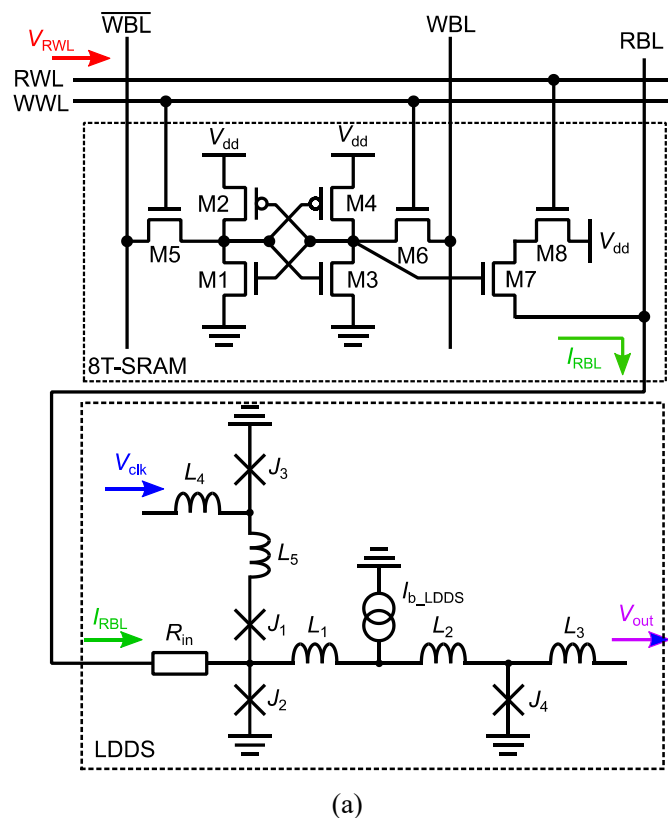 WBL WBL RBL
V_RWL
RWL
WWL
V_dd V_dd
M2 M4
M5 M6 M8 V_dd
M1 M3 M7
8T-SRAM I_RBL
V_clk L_4 J_3
L_5
I_b_LDDS
I_RBL R_in J_1 L_1 L_2 L_3 V_out
J_2 J_4
LDDS
(a)